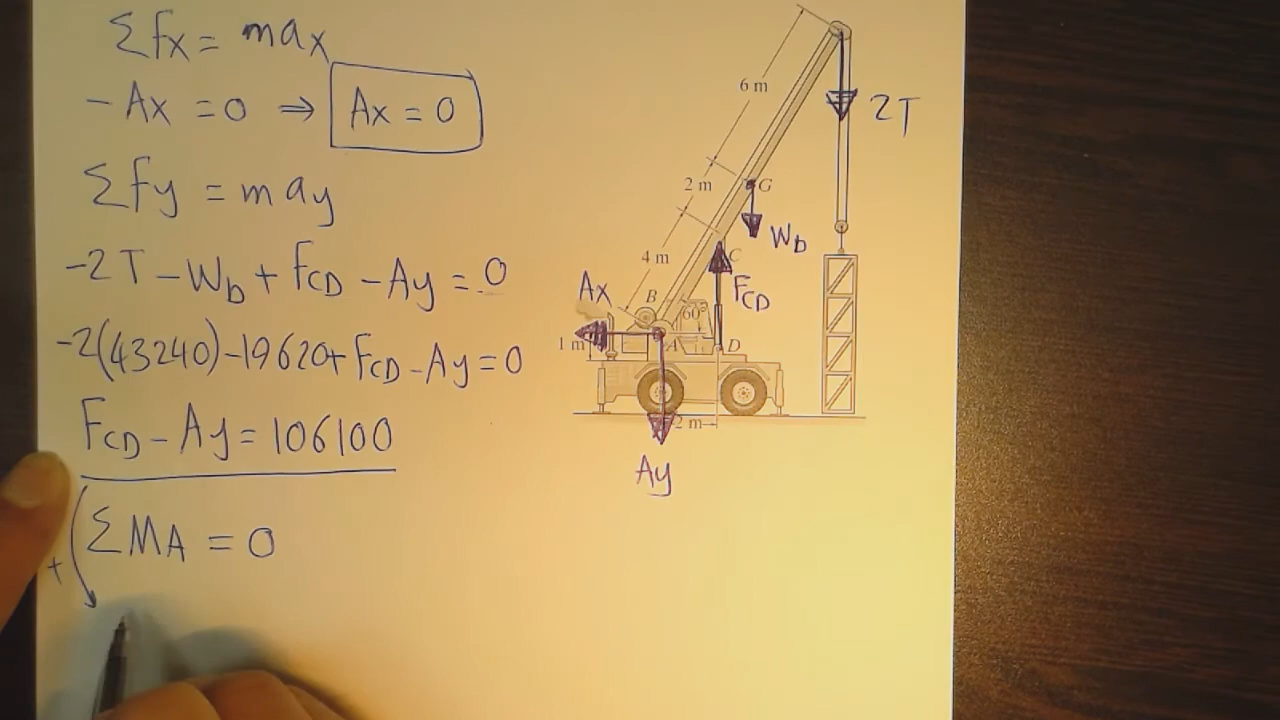 Σfx = max
-Ax = 0 ⇒ Ax = 0
Σfy = may
-2T - Wb + FCD - Ay = 0
-2(43240) - 19620 + FCD - Ay = 0
FCD - Ay = 106100
+ ΣMA = 0
6 m
2T
2 m
G
Wb
4 m
C
Ax
B
60°
FCD
1 m
A
D
2 m
Ay